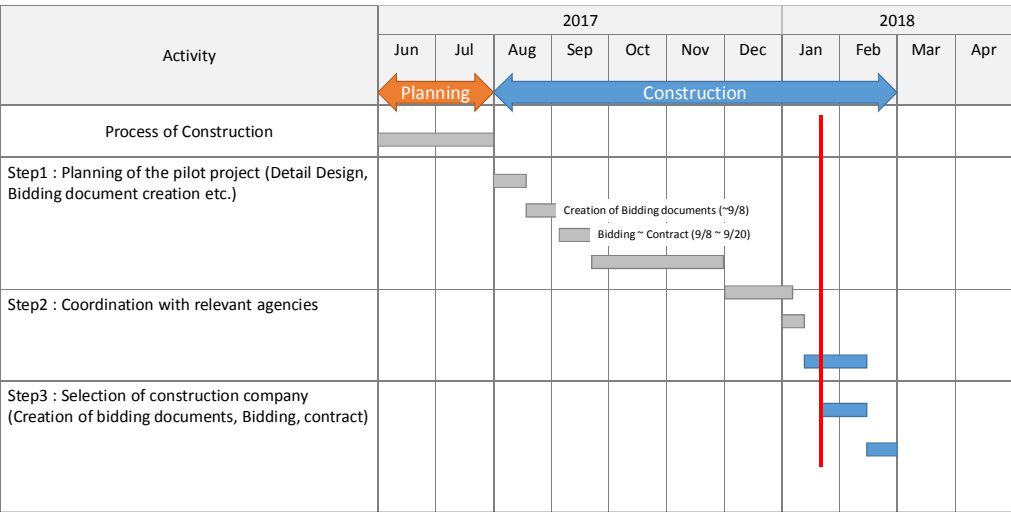 2017
2018
Activity
Jun
Jul
Aug
Sep
Oct
Nov
Dec
Jan
Feb
Mar
Apr
Planning
Construction
Process of Construction
Step1 : Planning of the pilot project (Detail Design,
Bidding document creation etc.)
Creation of Bidding documents (~9/8)
Bidding ~ Contract (9/8 ~ 9/20)
Step2 : Coordination with relevant agencies
Step3 : Selection of construction company
(Creation of bidding documents, Bidding, contract)